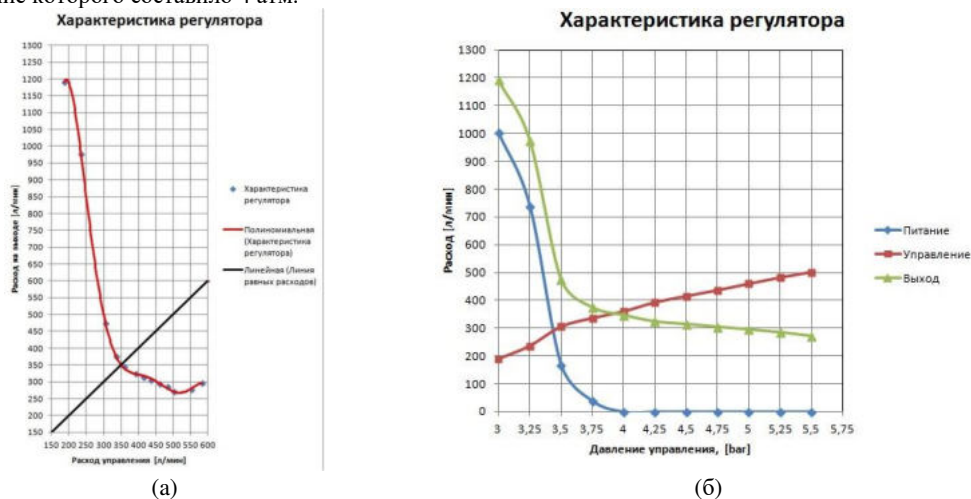 ние которого составило 4 атм.
Характеристика регулятора
Расход на выходе [л/мин]
1300
1250
1200
1150
1100
1050
1000
950
900
850
800
750
700
650
600
550
500
450
400
350
300
250
200
150
150 200 250 300 350 400 450 500 550 600
Расход управления [л/мин]
Характеристика
регулятора
Полиномиальная
(Характеристика
регулятора)
Линейная (Линия
равных расходов)
(а)
Характеристика регулятора
Расход [л/мин]
1300
1200
1100
1000
900
800
700
600
500
400
300
200
100
0
3 3,25 3,5 3,75 4 4,25 4,5 4,75 5 5,25 5,5 5,75
Давление управления, [bar]
Питание
Управление
Выход
(б)